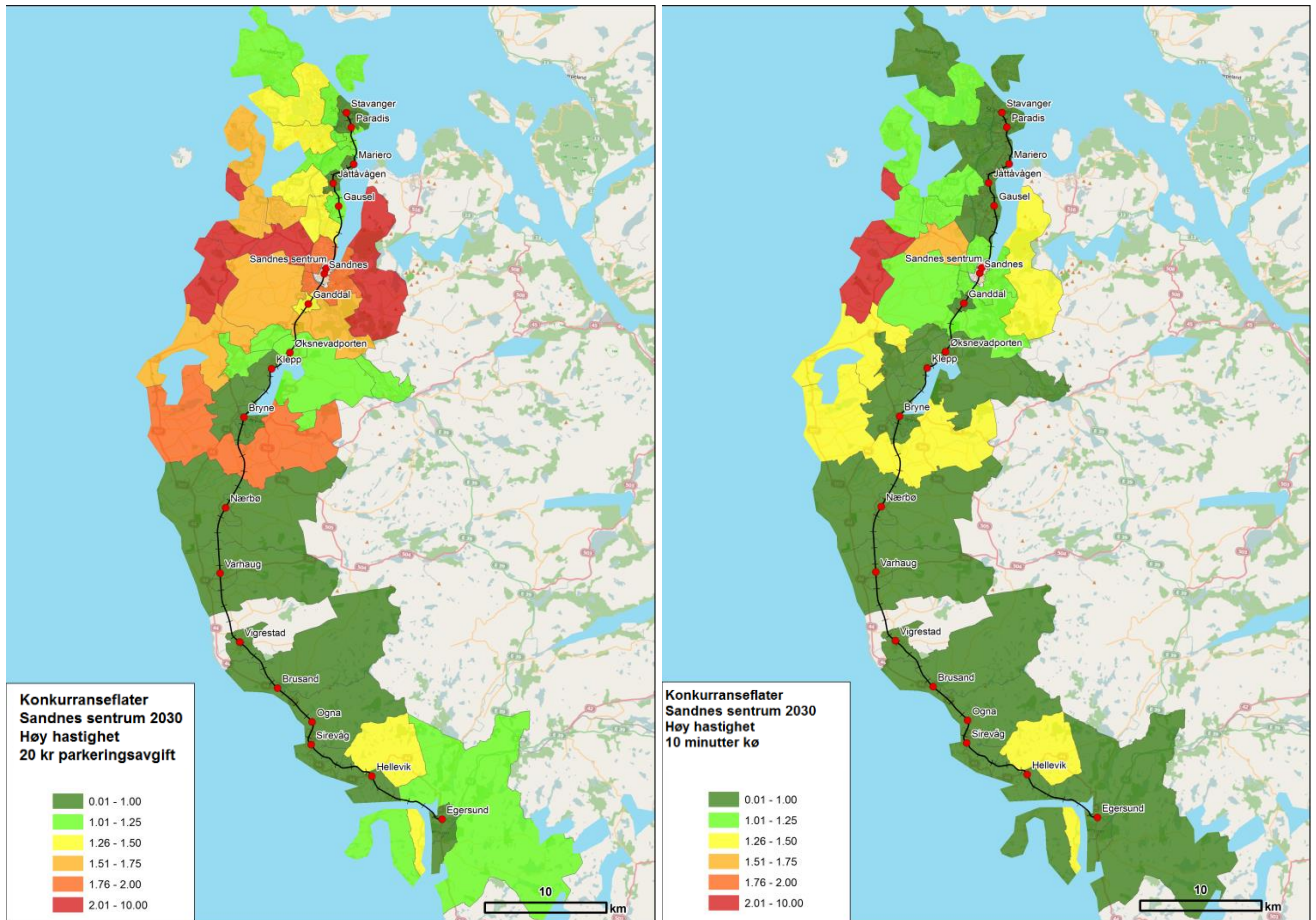 Stavanger
Paradis
Mariero
Jåttåvågen
Gausel
Sandnes sentrum
Sandnes
Ganddal
Øksnevadporten
Klepp
Bryne
Nærbø
Varhaug
Vigrestad
Brusand
Ogna
Sirevåg
Hellevik
Egersund
Konkurranseflater
Sandnes sentrum 2030
Høy hastighet
20 kr parkeringsavgift
0.01 - 1.00
1.01 - 1.25
1.26 - 1.50
1.51 - 1.75
1.76 - 2.00
2.01 - 10.00
10
km
Stavanger
Paradis
Mariero
Jåttåvågen
Gausel
Sandnes sentrum
Sandnes
Ganddal
Øksnevadporten
Klepp
Bryne
Nærbø
Varhaug
Vigrestad
Brusand
Ogna
Sirevåg
Hellevik
Egersund
Konkurranseflater
Sandnes sentrum 2030
Høy hastighet
10 minutter kø
0.01 - 1.00
1.01 - 1.25
1.26 - 1.50
1.51 - 1.75
1.76 - 2.00
2.01 - 10.00
10
km